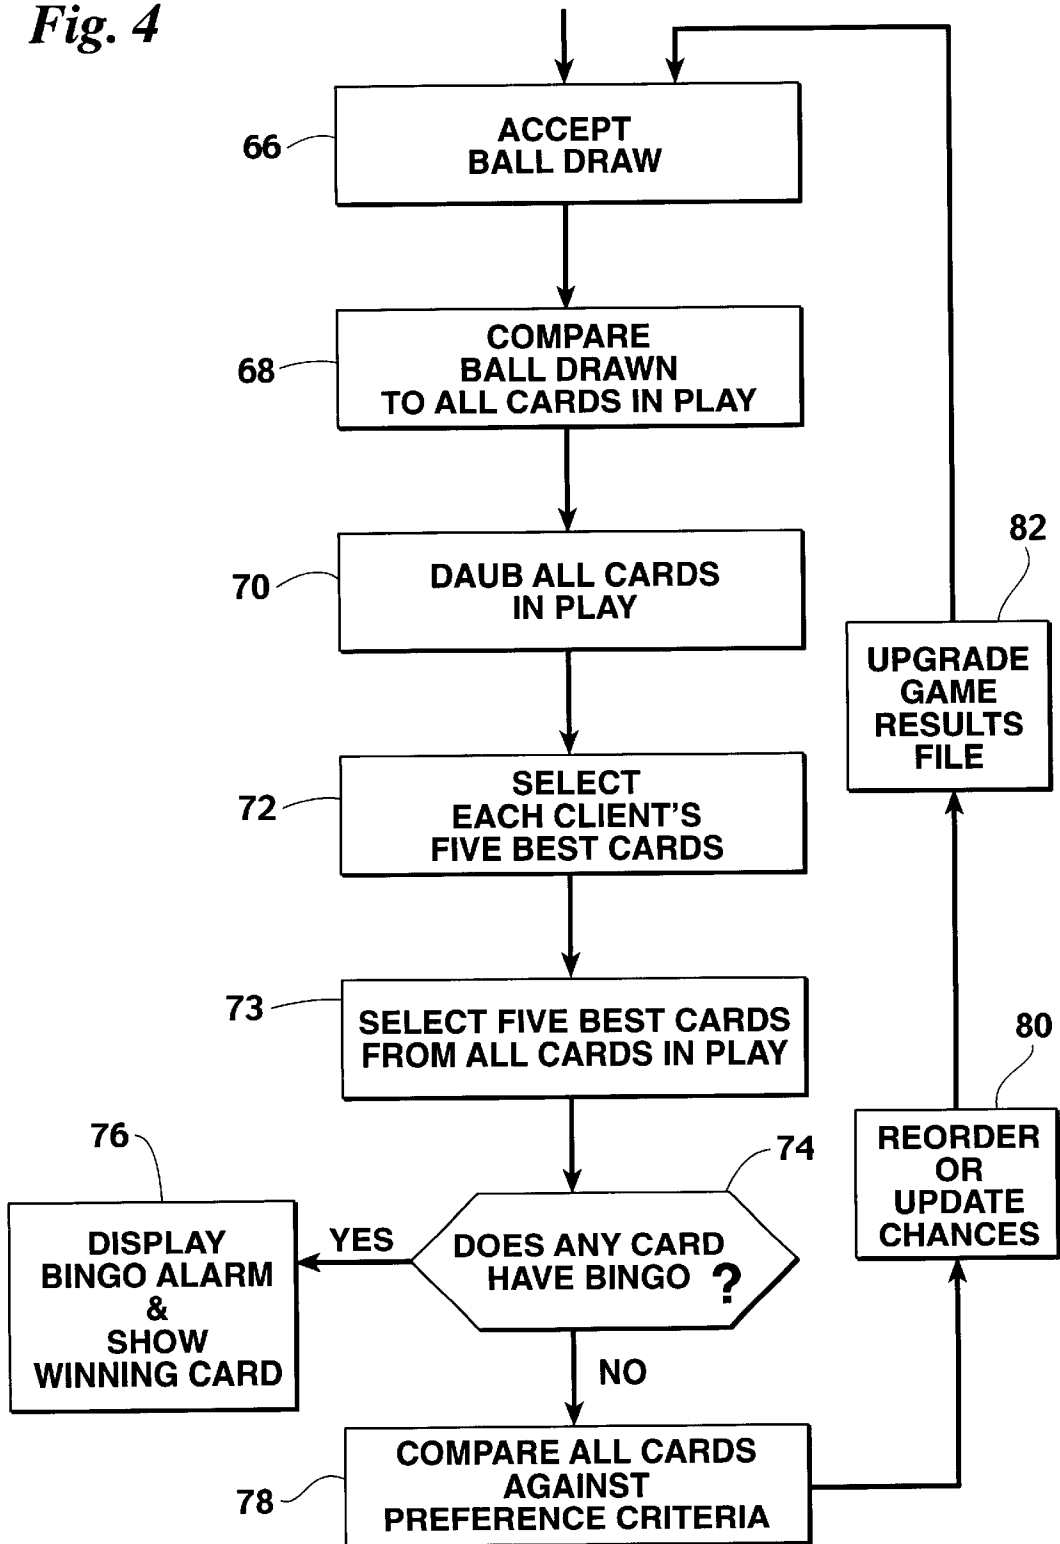 Fig. 4
66
ACCEPT
BALL DRAW
68
COMPARE
BALL DRAWN
TO ALL CARDS IN PLAY
70
DAUB ALL CARDS
IN PLAY
82
UPGRADE
GAME
RESULTS
FILE
72
SELECT
EACH CLIENT'S
FIVE BEST CARDS
73
SELECT FIVE BEST CARDS
FROM ALL CARDS IN PLAY
80
REORDER
OR
UPDATE
CHANCES
76
DISPLAY
BINGO ALARM
&
SHOW
WINNING CARD
YES
74
DOES ANY CARD
HAVE BINGO ?
NO
78
COMPARE ALL CARDS
AGAINST
PREFERENCE CRITERIA